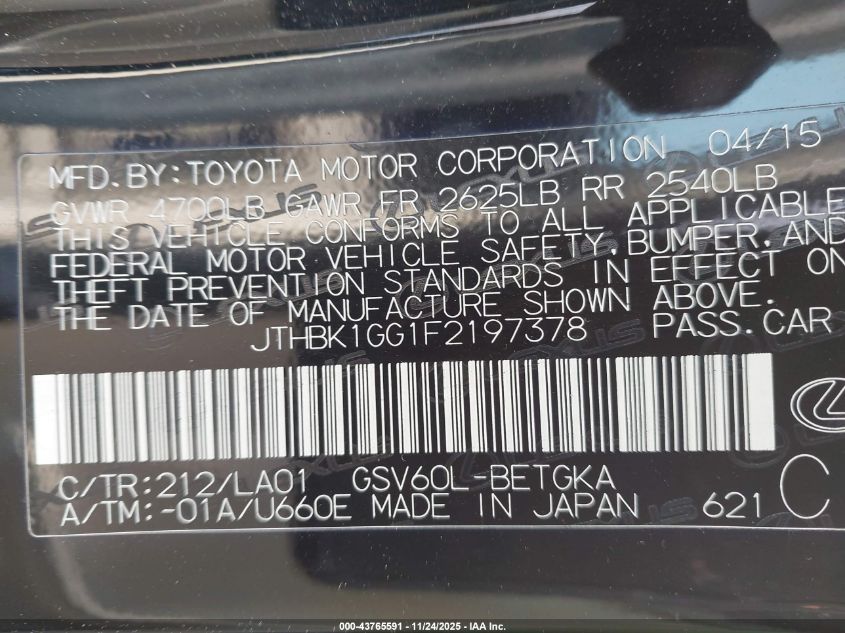 MFD. BY: TOYOTA MOTOR CORPORATION 04/15
GVWR 4700LB GAWR FR 2625LB RR 2540LB
THIS VEHICLE CONFORMS TO ALL APPLICABLE
FEDERAL MOTOR VEHICLE SAFETY, BUMPER, AND
THEFT PREVENTION STANDARDS IN EFFECT ON
THE DATE OF MANUFACTURE SHOWN ABOVE.
JTHBK1GG1F2197378 PASS. CAR
C/TR: 212/LA01 GSV60L-BETGKA C
A/TM: -01A/U660E MADE IN JAPAN 621
000-43765591 - 11/24/2025 - IAA Inc.